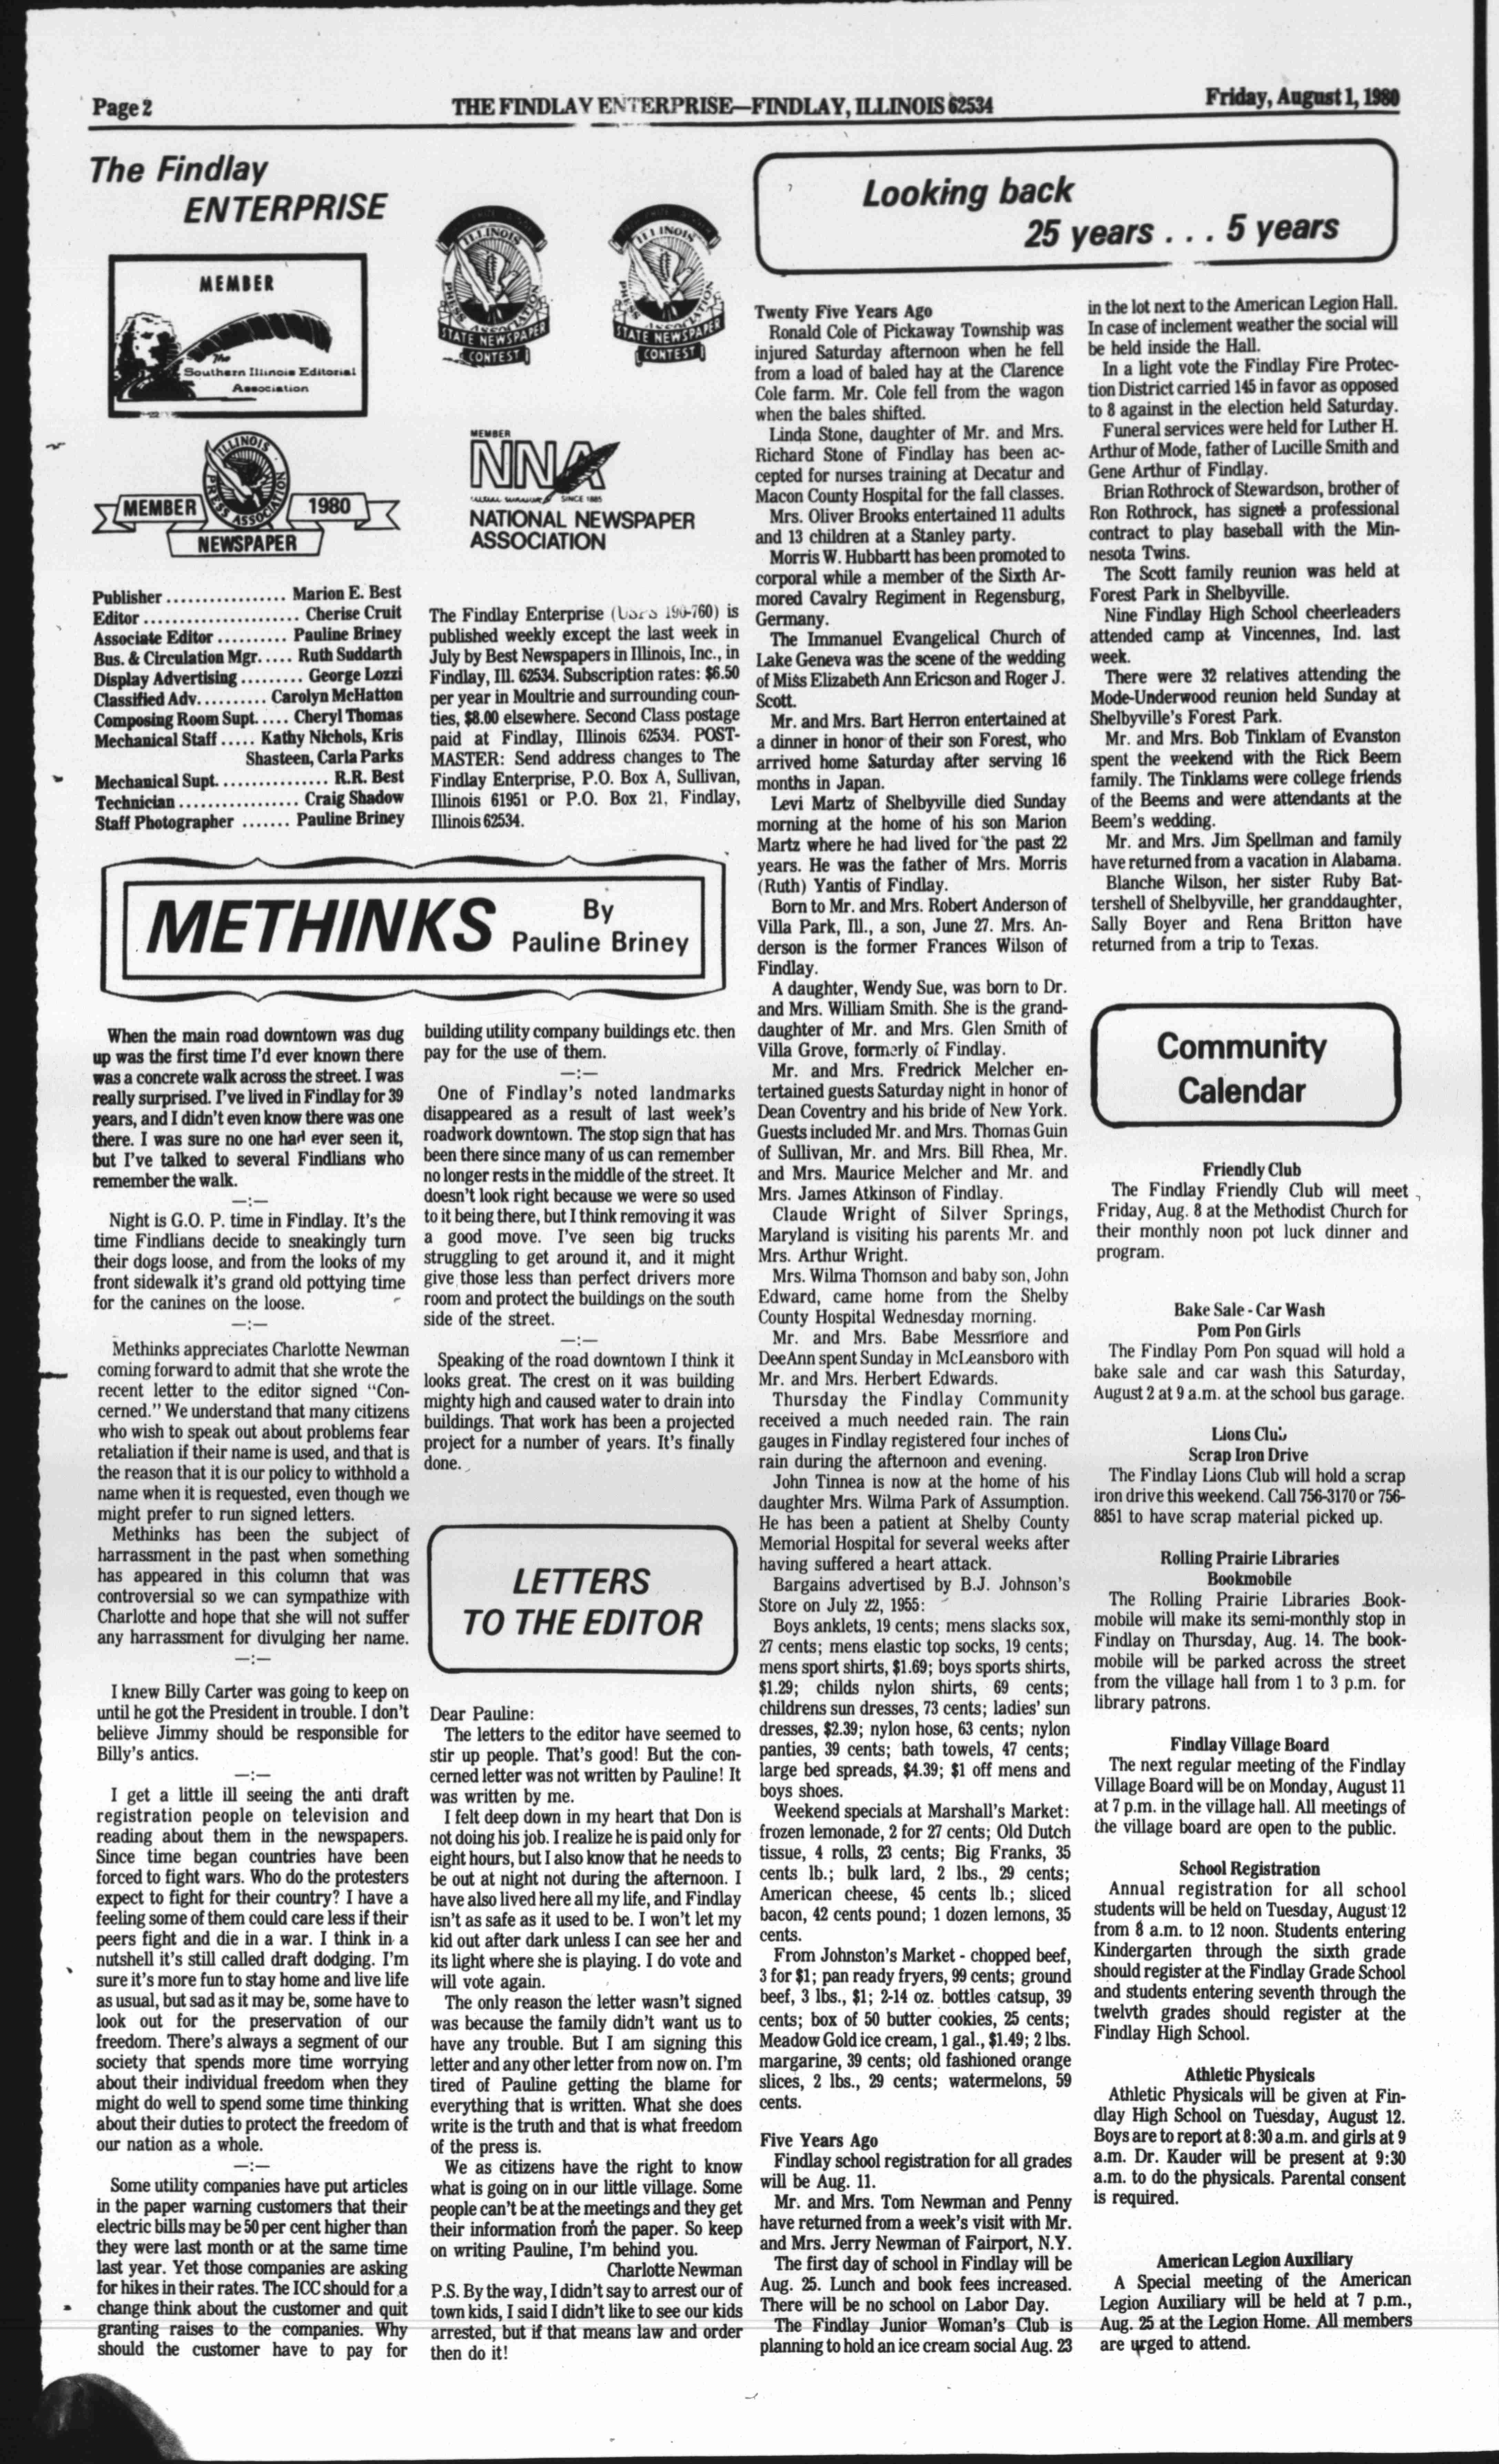 Page 2
THE FINDLAY ENTERPRISE—FINDLAY, ILLINOIS 62534
Friday, August 1, 1980
The Findlay
ENTERPRISE
MEMBER
The
Southern Illinois Editorial
Association
ILLINOIS
PRESS ASSOCIATION
MEMBER
1980
NEWSPAPER
ILLINOIS
PRESS ASSOCIATION
STATE NEWSPAPER
CONTEST
ILLINOIS
PRESS ASSOCIATION
STATE NEWSPAPER
CONTEST
MEMBER
NNA
SINCE 1885
NATIONAL NEWSPAPER
ASSOCIATION
Publisher ................ Marion E. Best
Editor ..................... Cherise Cruit
Associate Editor .......... Pauline Briney
Bus. & Circulation Mgr..... Ruth Suddarth
Display Advertising ......... George Lozzi
Classified Adv.......... Carolyn McHatton
Composing Room Supt..... Cheryl Thomas
Mechanical Staff ..... Kathy Nichols, Kris
Shasteen, Carla Parks
Mechanical Supt................ R.R. Best
Technician ................ Craig Shadow
Staff Photographer ....... Pauline Briney
The Findlay Enterprise (USPS 190-760) is
published weekly except the last week in
July by Best Newspapers in Illinois, Inc., in
Findlay, Ill. 62534. Subscription rates: $6.50
per year in Moultrie and surrounding coun-
ties, $8.00 elsewhere. Second Class postage
paid at Findlay, Illinois 62534. POST-
MASTER: Send address changes to The
Findlay Enterprise, P.O. Box A, Sullivan,
Illinois 61951 or P.O. Box 21, Findlay,
Illinois 62534.
METHINKS
By
Pauline Briney
When the main road downtown was dug
up was the first time I'd ever known there
was a concrete walk across the street. I was
really surprised. I've lived in Findlay for 39
years, and I didn't even know there was one
there. I was sure no one had ever seen it,
but I've talked to several Findlians who
remember the walk.
—:—
Night is G.O. P. time in Findlay. It's the
time Findlians decide to sneakingly turn
their dogs loose, and from the looks of my
front sidewalk it's grand old pottying time
for the canines on the loose.
—:—
Methinks appreciates Charlotte Newman
coming forward to admit that she wrote the
recent letter to the editor signed "Con-
cerned." We understand that many citizens
who wish to speak out about problems fear
retaliation if their name is used, and that is
the reason that it is our policy to withhold a
name when it is requested, even though we
might prefer to run signed letters.
Methinks has been the subject of
harrassment in the past when something
has appeared in this column that was
controversial so we can sympathize with
Charlotte and hope that she will not suffer
any harrassment for divulging her name.
—:—
I knew Billy Carter was going to keep on
until he got the President in trouble. I don't
believe Jimmy should be responsible for
Billy's antics.
—:—
I get a little ill seeing the anti draft
registration people on television and
reading about them in the newspapers.
Since time began countries have been
forced to fight wars. Who do the protesters
expect to fight for their country? I have a
feeling some of them could care less if their
peers fight and die in a war. I think in a
nutshell it's still called draft dodging. I'm
sure it's more fun to stay home and live life
as usual, but sad as it may be, some have to
look out for the preservation of our
freedom. There's always a segment of our
society that spends more time worrying
about their individual freedom when they
might do well to spend some time thinking
about their duties to protect the freedom of
our nation as a whole.
—:—
Some utility companies have put articles
in the paper warning customers that their
electric bills may be 50 per cent higher than
they were last month or at the same time
last year. Yet those companies are asking
for hikes in their rates. The ICC should for a
change think about the customer and quit
granting raises to the companies. Why
should the customer have to pay for
building utility company buildings etc. then
pay for the use of them.
—:—
One of Findlay's noted landmarks
disappeared as a result of last week's
roadwork downtown. The stop sign that has
been there since many of us can remember
no longer rests in the middle of the street. It
doesn't look right because we were so used
to it being there, but I think removing it was
a good move. I've seen big trucks
struggling to get around it, and it might
give those less than perfect drivers more
room and protect the buildings on the south
side of the street.
—:—
Speaking of the road downtown I think it
looks great. The crest on it was building
mighty high and caused water to drain into
buildings. That work has been a projected
project for a number of years. It's finally
done.
LETTERS
TO THE EDITOR
Dear Pauline:
The letters to the editor have seemed to
stir up people. That's good! But the con-
cerned letter was not written by Pauline! It
was written by me.
I felt deep down in my heart that Don is
not doing his job. I realize he is paid only for
eight hours, but I also know that he needs to
be out at night not during the afternoon. I
have also lived here all my life, and Findlay
isn't as safe as it used to be. I won't let my
kid out after dark unless I can see her and
its light where she is playing. I do vote and
will vote again.
The only reason the letter wasn't signed
was because the family didn't want us to
have any trouble. But I am signing this
letter and any other letter from now on. I'm
tired of Pauline getting the blame for
everything that is written. What she does
write is the truth and that is what freedom
of the press is.
We as citizens have the right to know
what is going on in our little village. Some
people can't be at the meetings and they get
their information from the paper. So keep
on writing Pauline, I'm behind you.
Charlotte Newman
P.S. By the way, I didn't say to arrest our of
town kids, I said I didn't like to see our kids
arrested, but if that means law and order
then do it!
Looking back
25 years . . . 5 years
Twenty Five Years Ago
Ronald Cole of Pickaway Township was
injured Saturday afternoon when he fell
from a load of baled hay at the Clarence
Cole farm. Mr. Cole fell from the wagon
when the bales shifted.
Linda Stone, daughter of Mr. and Mrs.
Richard Stone of Findlay has been ac-
cepted for nurses training at Decatur and
Macon County Hospital for the fall classes.
Mrs. Oliver Brooks entertained 11 adults
and 13 children at a Stanley party.
Morris W. Hubbartt has been promoted to
corporal while a member of the Sixth Ar-
mored Cavalry Regiment in Regensburg,
Germany.
The Immanuel Evangelical Church of
Lake Geneva was the scene of the wedding
of Miss Elizabeth Ann Ericson and Roger J.
Scott.
Mr. and Mrs. Bart Herron entertained at
a dinner in honor of their son Forest, who
arrived home Saturday after serving 16
months in Japan.
Levi Martz of Shelbyville died Sunday
morning at the home of his son Marion
Martz where he had lived for the past 22
years. He was the father of Mrs. Morris
(Ruth) Yantis of Findlay.
Born to Mr. and Mrs. Robert Anderson of
Villa Park, Ill., a son, June 27. Mrs. An-
derson is the former Frances Wilson of
Findlay.
A daughter, Wendy Sue, was born to Dr.
and Mrs. William Smith. She is the grand-
daughter of Mr. and Mrs. Glen Smith of
Villa Grove, formerly of Findlay.
Mr. and Mrs. Fredrick Melcher en-
tertained guests Saturday night in honor of
Dean Coventry and his bride of New York.
Guests included Mr. and Mrs. Thomas Guin
of Sullivan, Mr. and Mrs. Bill Rhea, Mr.
and Mrs. Maurice Melcher and Mr. and
Mrs. James Atkinson of Findlay.
Claude Wright of Silver Springs,
Maryland is visiting his parents Mr. and
Mrs. Arthur Wright.
Mrs. Wilma Thomson and baby son, John
Edward, came home from the Shelby
County Hospital Wednesday morning.
Mr. and Mrs. Babe Messmore and
DeeAnn spent Sunday in McLeansboro with
Mr. and Mrs. Herbert Edwards.
Thursday the Findlay Community
received a much needed rain. The rain
gauges in Findlay registered four inches of
rain during the afternoon and evening.
John Tinnea is now at the home of his
daughter Mrs. Wilma Park of Assumption.
He has been a patient at Shelby County
Memorial Hospital for several weeks after
having suffered a heart attack.
Bargains advertised by B.J. Johnson's
Store on July 22, 1955:
Boys anklets, 19 cents; mens slacks sox,
27 cents; mens elastic top socks, 19 cents;
mens sport shirts, $1.69; boys sports shirts,
$1.29; childs nylon shirts, 69 cents;
childrens sun dresses, 73 cents; ladies' sun
dresses, $2.39; nylon hose, 63 cents; nylon
panties, 39 cents; bath towels, 47 cents;
large bed spreads, $4.39; $1 off mens and
boys shoes.
Weekend specials at Marshall's Market:
frozen lemonade, 2 for 27 cents; Old Dutch
tissue, 4 rolls, 23 cents; Big Franks, 35
cents lb.; bulk lard, 2 lbs., 29 cents;
American cheese, 45 cents lb.; sliced
bacon, 42 cents pound; 1 dozen lemons, 35
cents.
From Johnston's Market - chopped beef,
3 for $1; pan ready fryers, 99 cents; ground
beef, 3 lbs., $1; 2-14 oz. bottles catsup, 39
cents; box of 50 butter cookies, 25 cents;
Meadow Gold ice cream, 1 gal., $1.49; 2 lbs.
margarine, 39 cents; old fashioned orange
slices, 2 lbs., 29 cents; watermelons, 59
cents.
Five Years Ago
Findlay school registration for all grades
will be Aug. 11.
Mr. and Mrs. Tom Newman and Penny
have returned from a week's visit with Mr.
and Mrs. Jerry Newman of Fairport, N.Y.
The first day of school in Findlay will be
Aug. 25. Lunch and book fees increased.
There will be no school on Labor Day.
The Findlay Junior Woman's Club is
planning to hold an ice cream social Aug. 23
in the lot next to the American Legion Hall.
In case of inclement weather the social will
be held inside the Hall.
In a light vote the Findlay Fire Protec-
tion District carried 145 in favor as opposed
to 8 against in the election held Saturday.
Funeral services were held for Luther H.
Arthur of Mode, father of Lucille Smith and
Gene Arthur of Findlay.
Brian Rothrock of Stewardson, brother of
Ron Rothrock, has signed a professional
contract to play baseball with the Min-
nesota Twins.
The Scott family reunion was held at
Forest Park in Shelbyville.
Nine Findlay High School cheerleaders
attended camp at Vincennes, Ind. last
week.
There were 32 relatives attending the
Mode-Underwood reunion held Sunday at
Shelbyville's Forest Park.
Mr. and Mrs. Bob Tinklam of Evanston
spent the weekend with the Rick Beem
family. The Tinklams were college friends
of the Beems and were attendants at the
Beem's wedding.
Mr. and Mrs. Jim Spellman and family
have returned from a vacation in Alabama.
Blanche Wilson, her sister Ruby Bat-
tershell of Shelbyville, her granddaughter,
Sally Boyer and Rena Britton have
returned from a trip to Texas.
Community
Calendar
Friendly Club
The Findlay Friendly Club will meet
Friday, Aug. 8 at the Methodist Church for
their monthly noon pot luck dinner and
program.
Bake Sale - Car Wash
Pom Pon Girls
The Findlay Pom Pon squad will hold a
bake sale and car wash this Saturday,
August 2 at 9 a.m. at the school bus garage.
Lions Club
Scrap Iron Drive
The Findlay Lions Club will hold a scrap
iron drive this weekend. Call 756-3170 or 756-
8851 to have scrap material picked up.
Rolling Prairie Libraries
Bookmobile
The Rolling Prairie Libraries Book-
mobile will make its semi-monthly stop in
Findlay on Thursday, Aug. 14. The book-
mobile will be parked across the street
from the village hall from 1 to 3 p.m. for
library patrons.
Findlay Village Board
The next regular meeting of the Findlay
Village Board will be on Monday, August 11
at 7 p.m. in the village hall. All meetings of
the village board are open to the public.
School Registration
Annual registration for all school
students will be held on Tuesday, August 12
from 8 a.m. to 12 noon. Students entering
Kindergarten through the sixth grade
should register at the Findlay Grade School
and students entering seventh through the
twelvth grades should register at the
Findlay High School.
Athletic Physicals
Athletic Physicals will be given at Fin-
dlay High School on Tuesday, August 12.
Boys are to report at 8:30 a.m. and girls at 9
a.m. Dr. Kauder will be present at 9:30
a.m. to do the physicals. Parental consent
is required.
American Legion Auxiliary
A Special meeting of the American
Legion Auxiliary will be held at 7 p.m.,
Aug. 25 at the Legion Home. All members
are urged to attend.